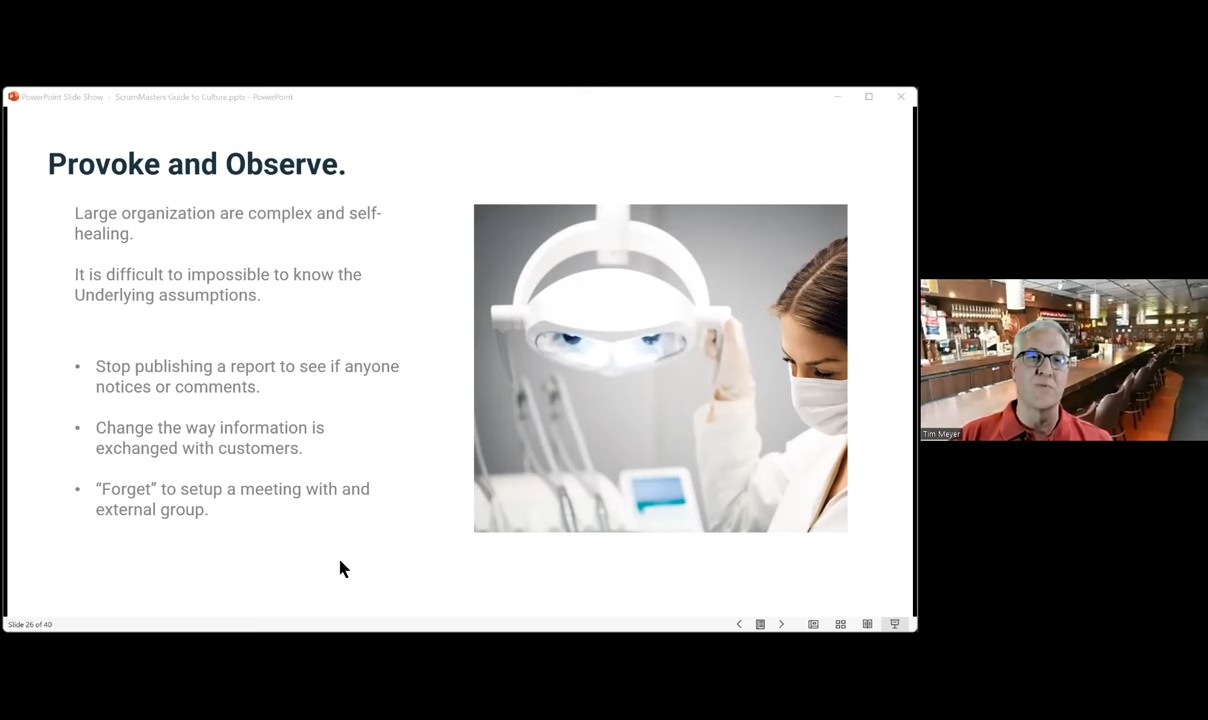 PowerPoint Slide Show - ScrumMasters Guide to Culture.pptx - PowerPoint
Provoke and Observe.
Large organization are complex and self-
healing.
It is difficult to impossible to know the
Underlying assumptions.
• Stop publishing a report to see if anyone
notices or comments.
• Change the way information is
exchanged with customers.
• “Forget” to setup a meeting with and
external group.
Tim Meyer
Slide 26 of 40